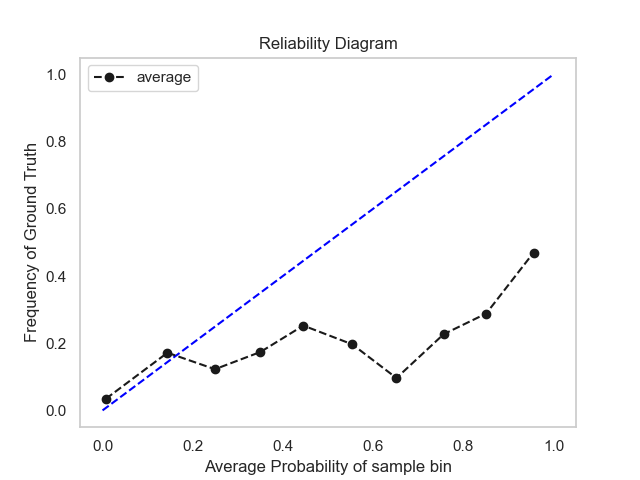 Reliability Diagram
average
Frequency of Ground Truth
1.0
0.8
0.6
0.4
0.2
0.0
0.0 0.2 0.4 0.6 0.8 1.0
Average Probability of sample bin